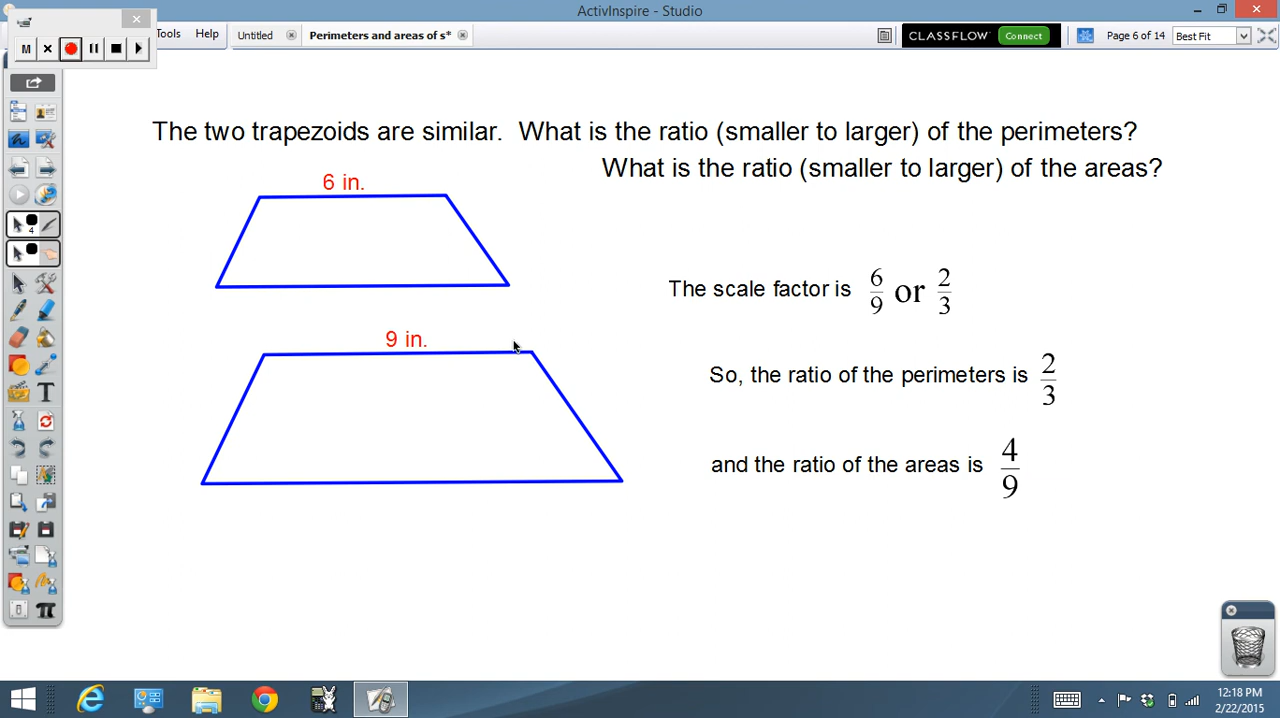 ActivInspire - Studio
Tools Help Untitled Perimeters and areas of s* CLASSFLOW Connect Page 6 of 14 Best Fit
M
The two trapezoids are similar. What is the ratio (smaller to larger) of the perimeters?
What is the ratio (smaller to larger) of the areas?
6 in.
The scale factor is 6/9 or 2/3
9 in.
So, the ratio of the perimeters is 2/3
and the ratio of the areas is 4/9
4
T
π
12:18 PM
2/22/2015